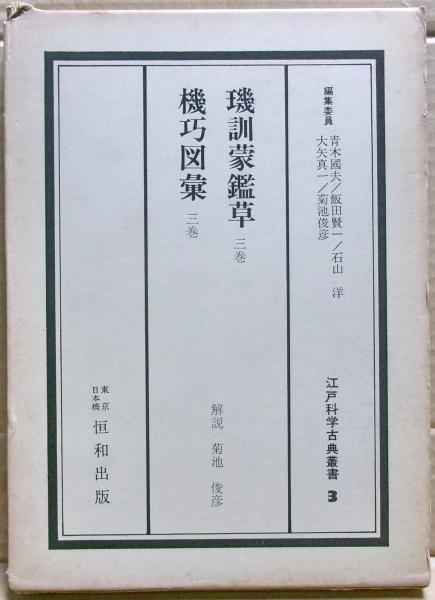 編集委員
青木國夫／飯田賢一／石山 洋
大矢真一／菊池俊彦
江戸科学古典叢書 3
璣訓蒙鑑草 三巻
機巧図彙 三巻
解説 菊池 俊彦
東京
日本橋
恒和出版